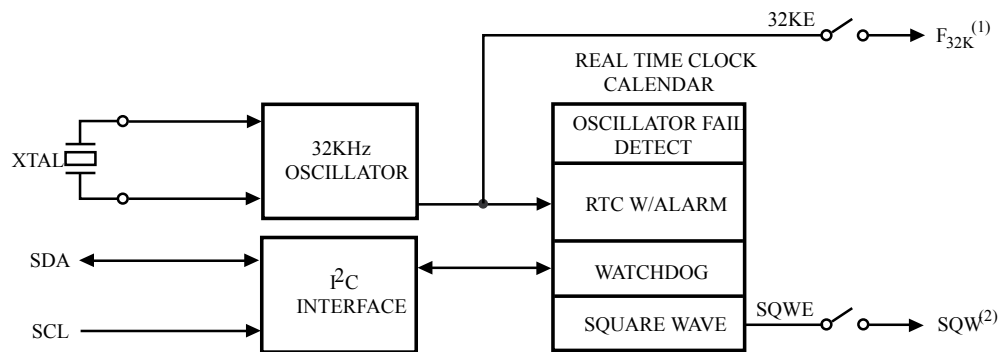 32KE
F32K(1)
REAL TIME CLOCK
CALENDAR
OSCILLATOR FAIL
DETECT
32KHz
OSCILLATOR
XTAL
RTC W/ALARM
SDA
I2C
INTERFACE
WATCHDOG
SCL
SQUARE WAVE
SQWE
SQW(2)